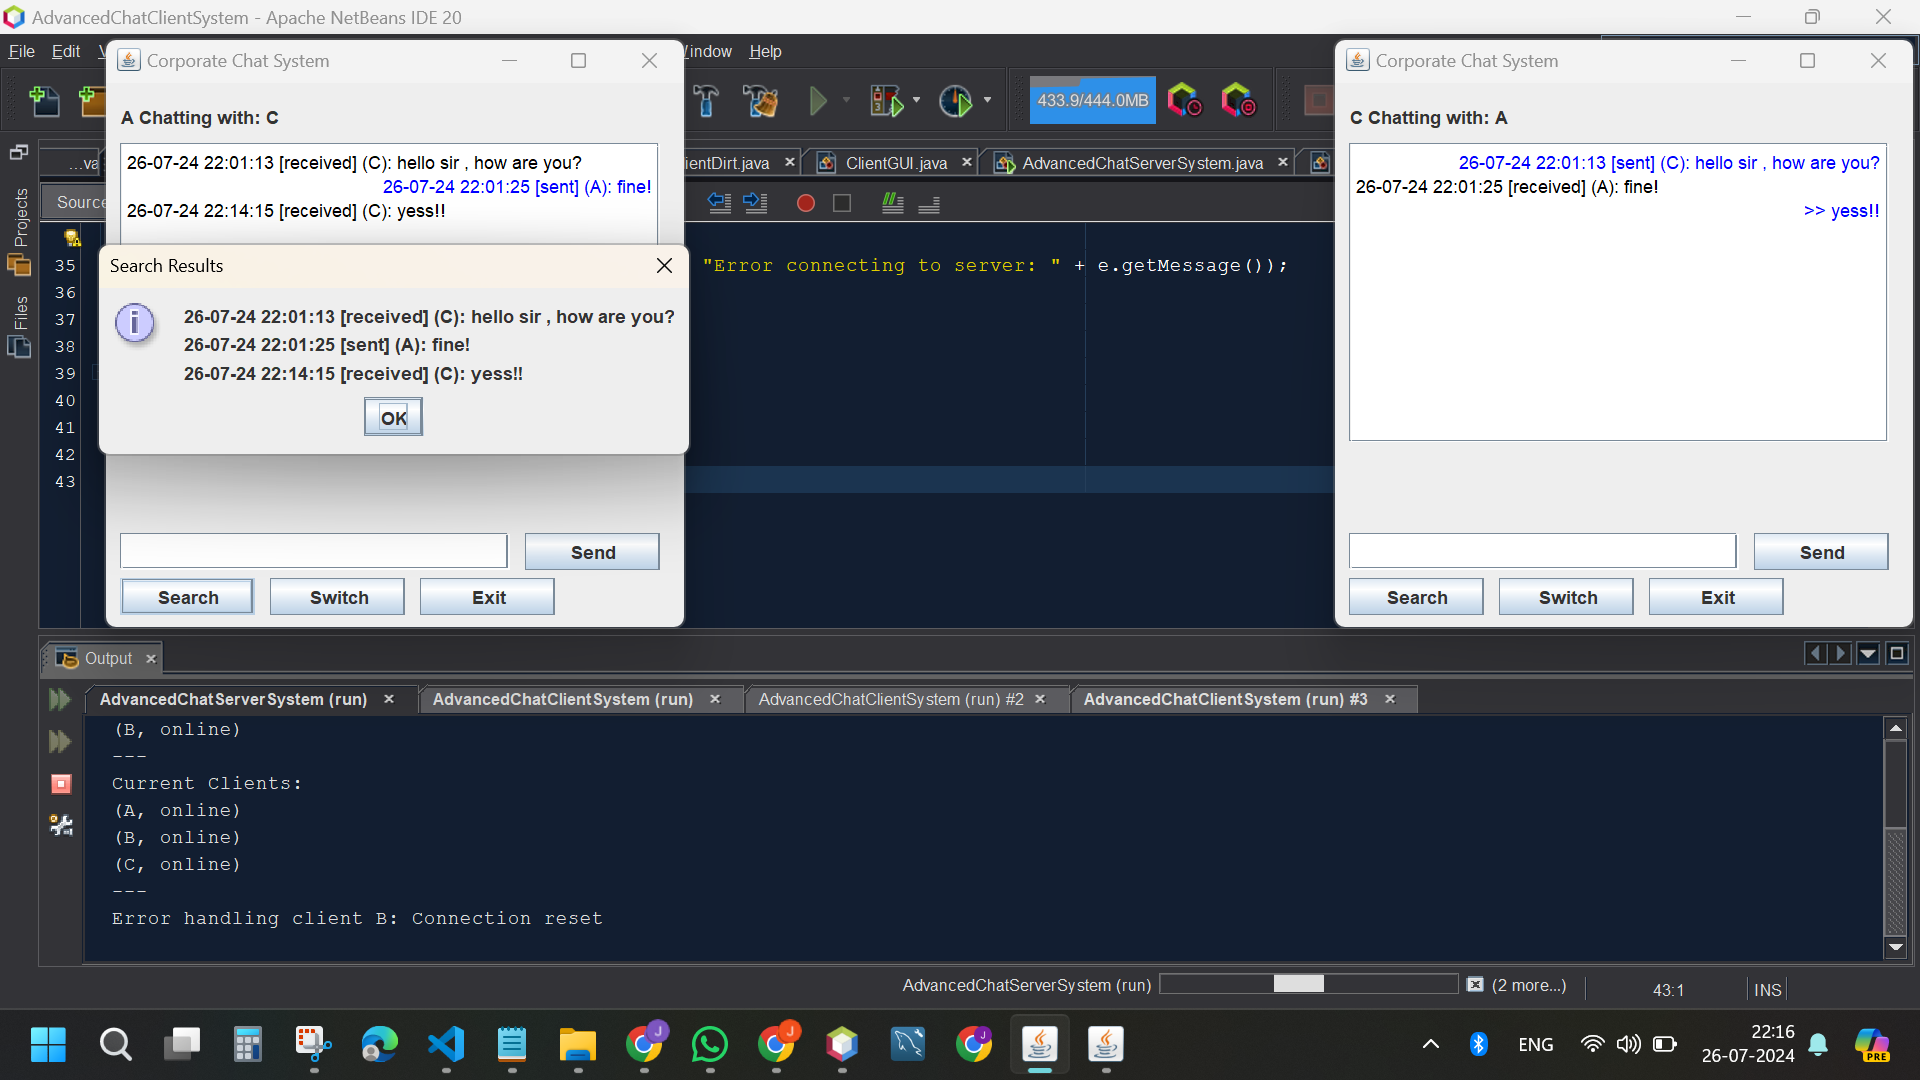 AdvancedChatClientSystem - Apache NetBeans IDE 20
File Edit
Window Help
Corporate Chat System
A Chatting with: C
26-07-24 22:01:13 [received] (C): hello sir , how are you?
26-07-24 22:01:25 [sent] (A): fine!
26-07-24 22:14:15 [received] (C): yess!!
Search Results
26-07-24 22:01:13 [received] (C): hello sir , how are you?
26-07-24 22:01:25 [sent] (A): fine!
26-07-24 22:14:15 [received] (C): yess!!
OK
Send
Search Switch Exit
433.9/444.0MB
Corporate Chat System
C Chatting with: A
26-07-24 22:01:13 [sent] (C): hello sir , how are you?
26-07-24 22:01:25 [received] (A): fine!
>> yess!!
Send
Search Switch Exit
Projects
Files
...va
ientDirt.java ClientGUI.java AdvancedChatServerSystem.java
Source
35 "Error connecting to server: " + e.getMessage());
36
37
38
39
40
41
42
43
Output
AdvancedChatServerSystem (run) AdvancedChatClientSystem (run) AdvancedChatClientSystem (run) #2 AdvancedChatClientSystem (run) #3
(B, online)
---
Current Clients:
(A, online)
(B, online)
(C, online)
---
Error handling client B: Connection reset
AdvancedChatServerSystem (run) (2 more...) 43:1 INS
ENG
22:16
26-07-2024
PRE